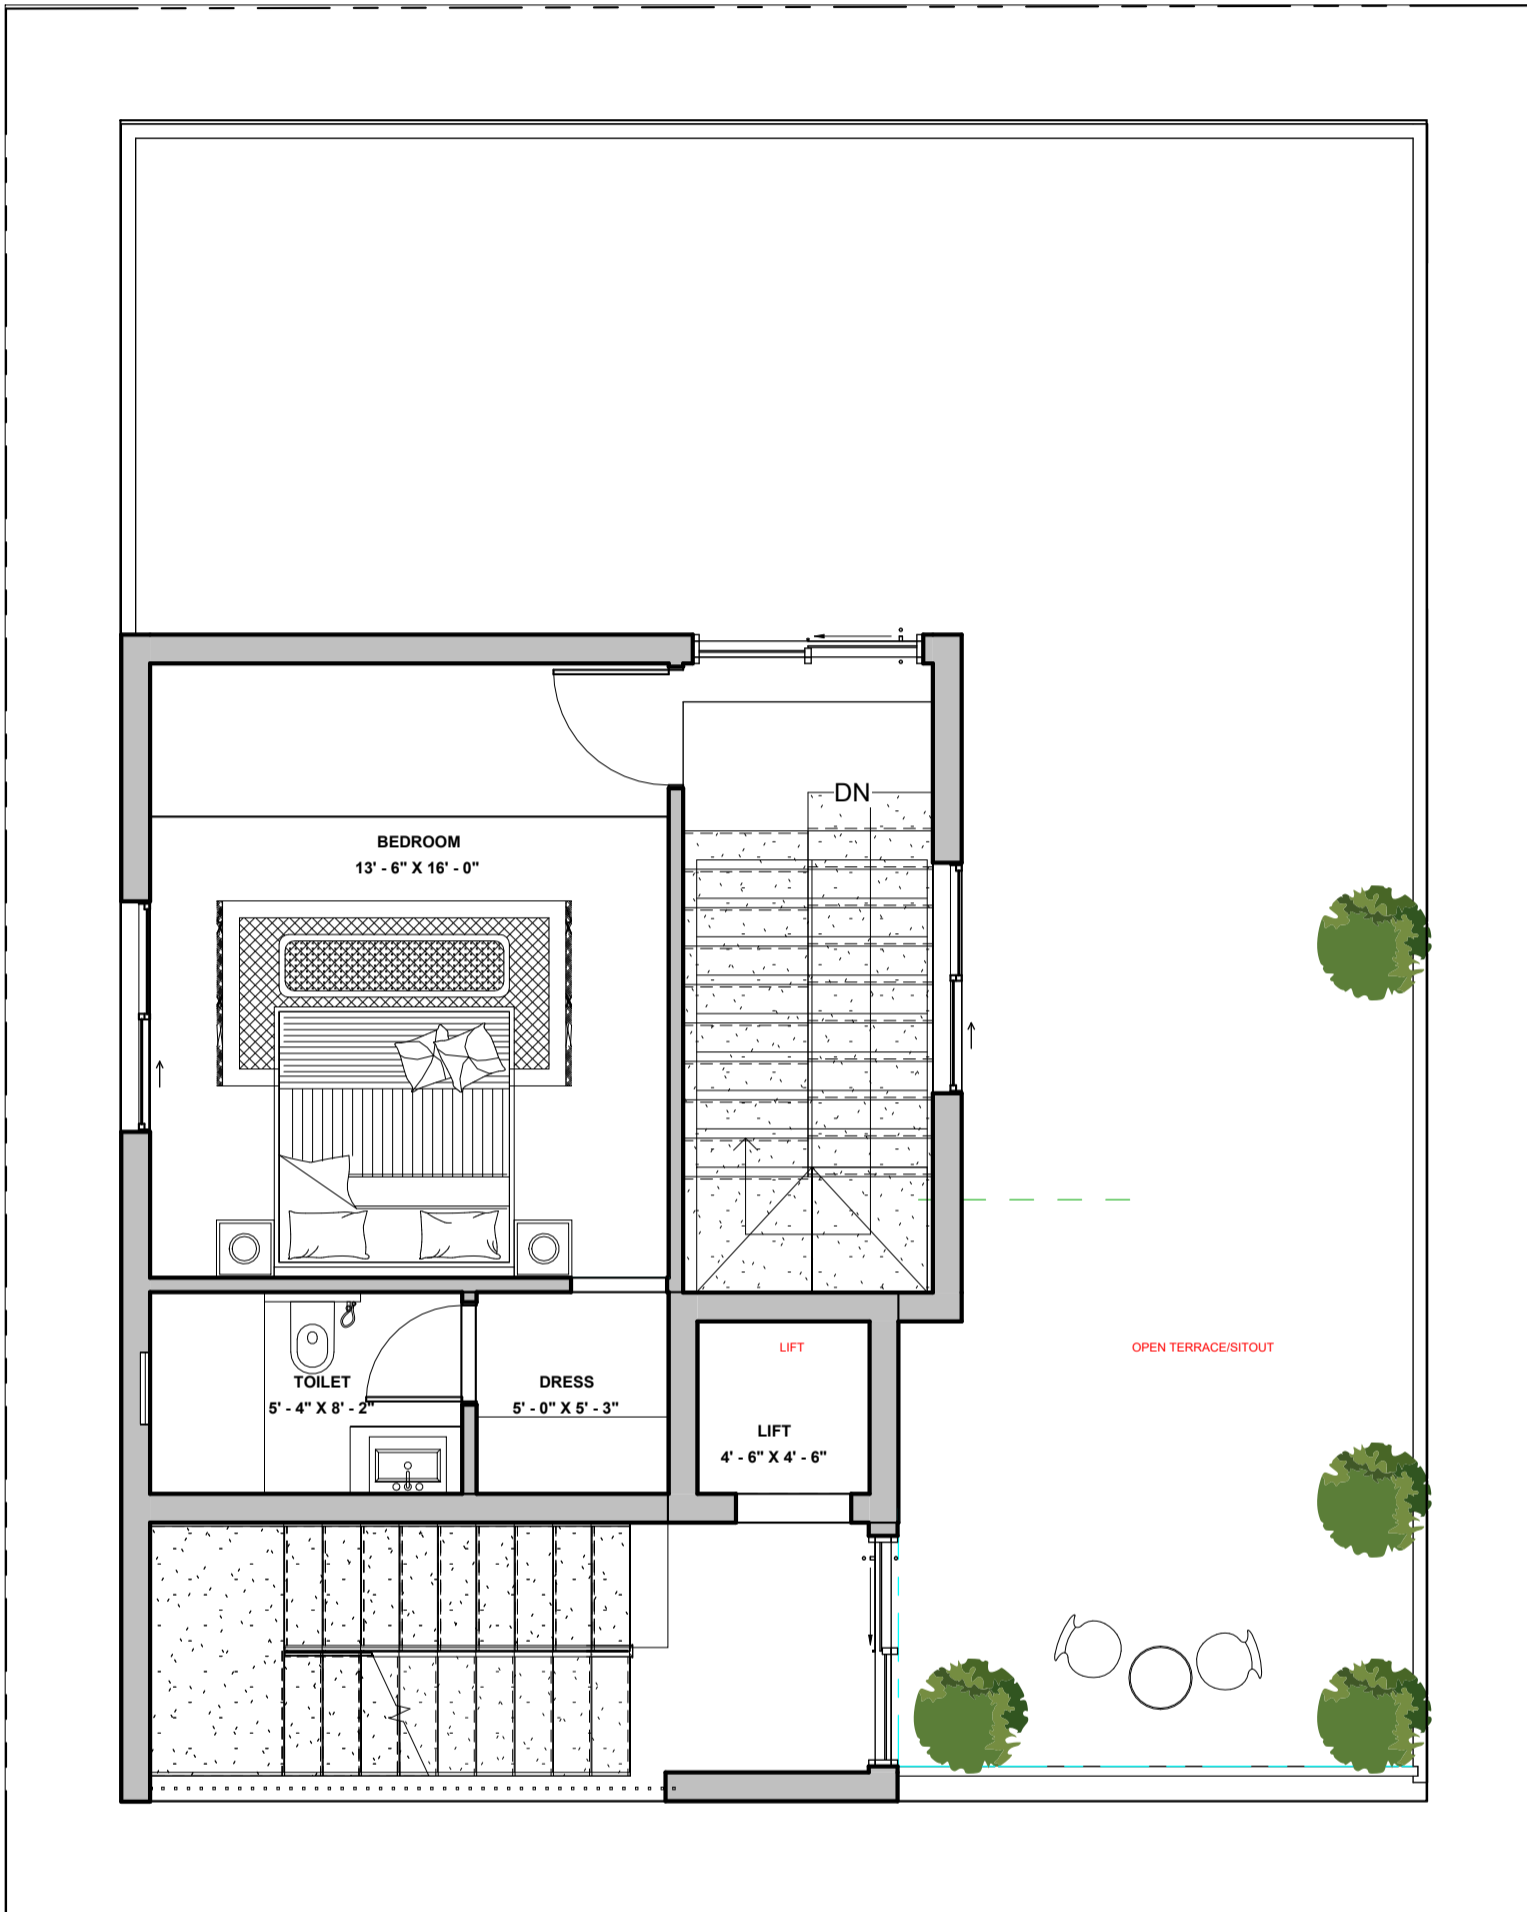 DN
BEDROOM
13' - 6" X 16' - 0"
LIFT
OPEN TERRACE/SITOUT
TOILET
5' - 4" X 8' - 2"
DRESS
5' - 0" X 5' - 3"
LIFT
4' - 6" X 4' - 6"